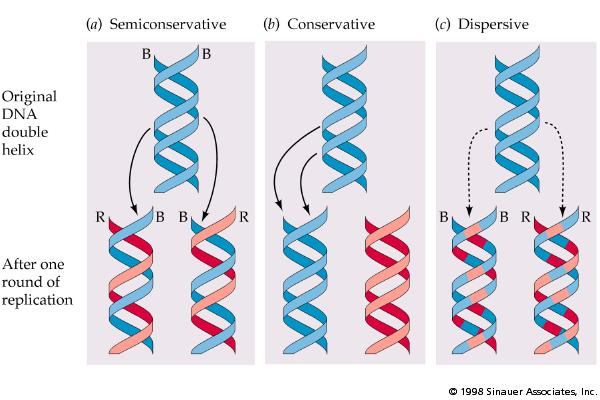 (a) Semiconservative
(b) Conservative
(c) Dispersive
B B
Original
DNA
double
helix
R B B R
B B R R
After one
round of
replication
© 1998 Sinauer Associates, Inc.